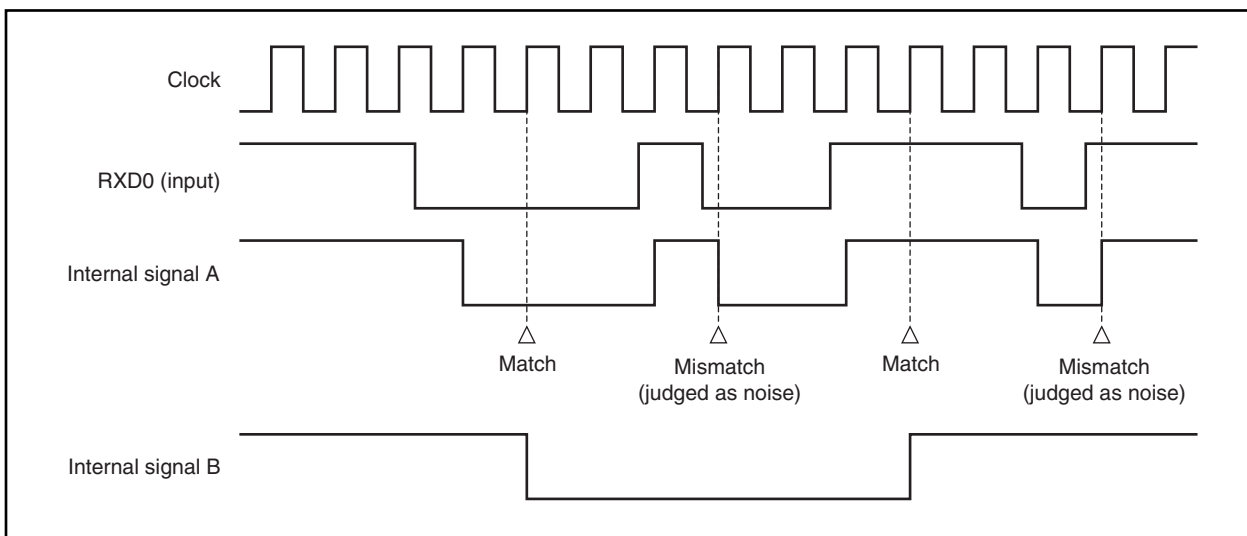 Clock
RXD0 (input)
Internal signal A
Match
Mismatch
(judged as noise)
Match
Mismatch
(judged as noise)
Internal signal B